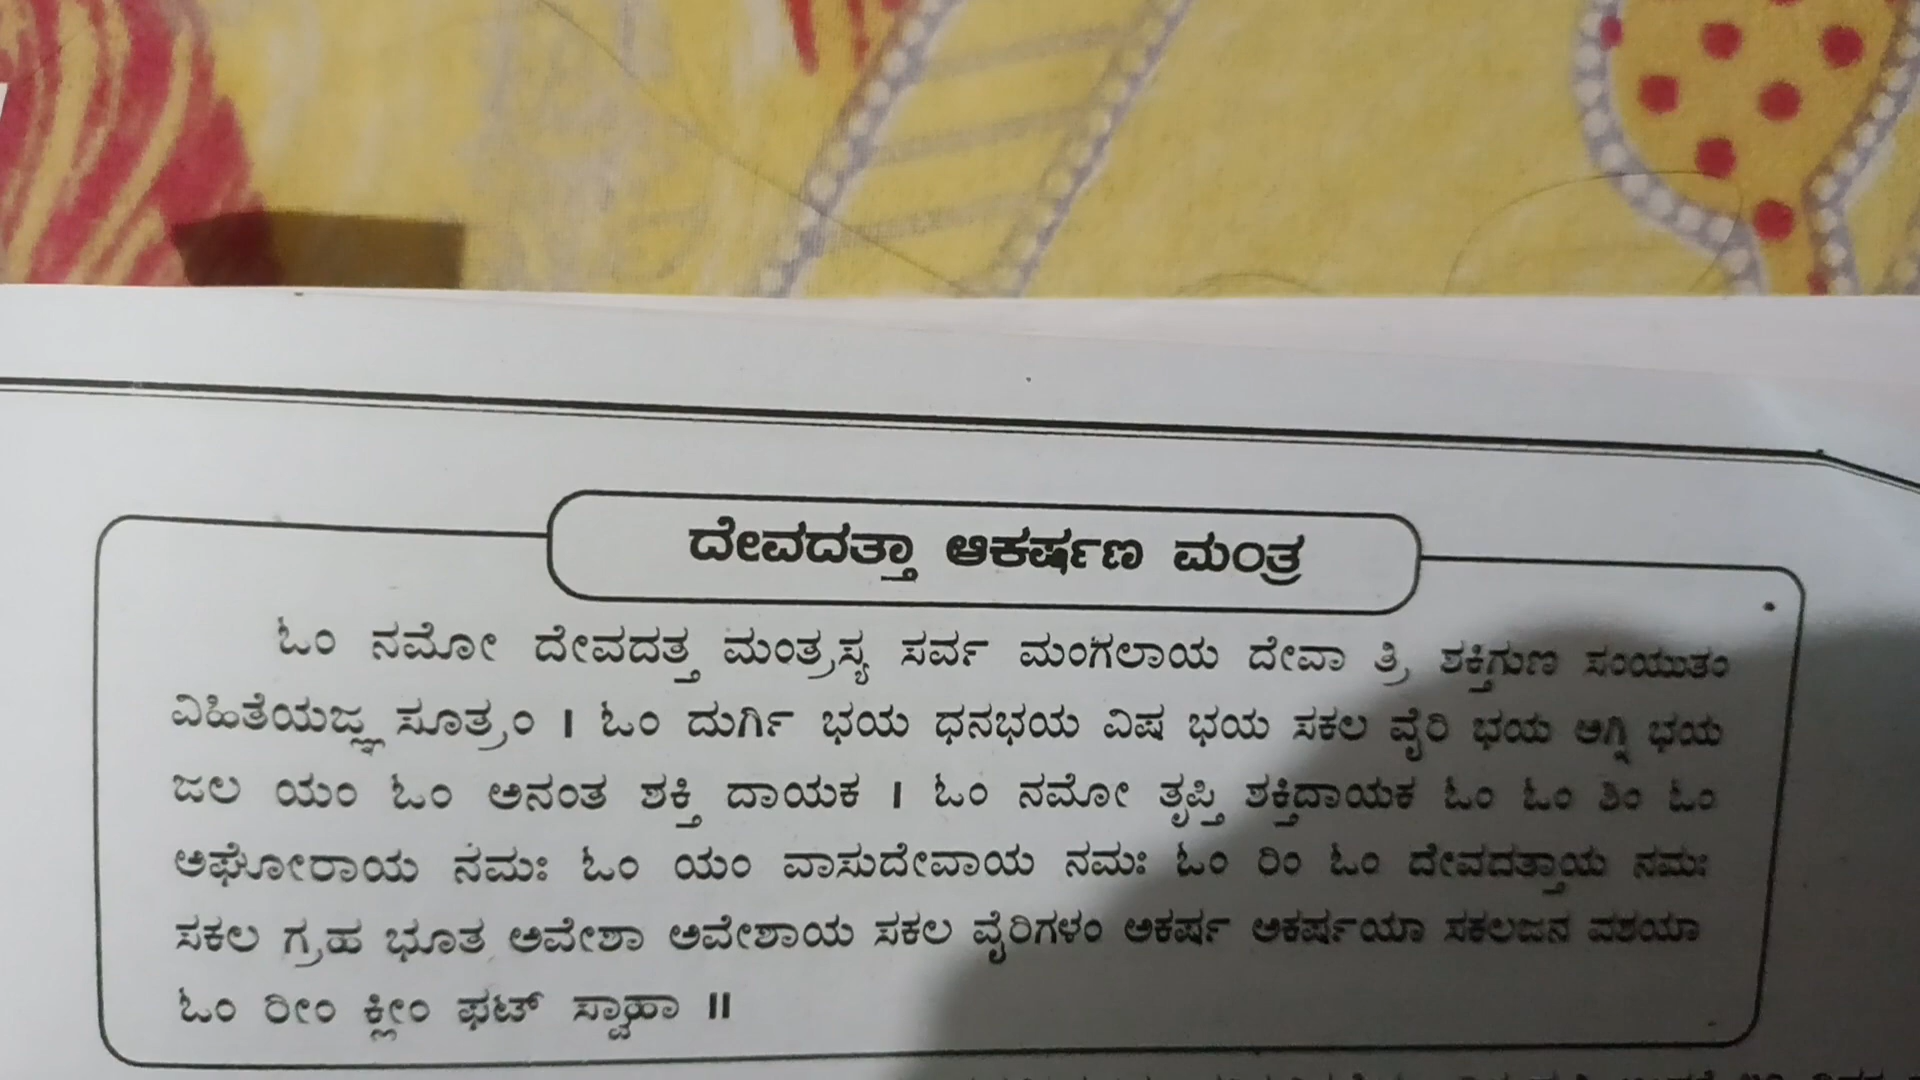 ದೇವದತ್ತಾ ಆಕರ್ಷಣ ಮಂತ್ರ
ಓಂ ನಮೋ ದೇವದತ್ತ ಮಂತ್ರಸ್ಯ ಸರ್ವ ಮಂಗಲಾಯ ದೇವಾ ತ್ರಿ ಶಕ್ತಿಗುಣ ಸಂಯುತಂ
ವಿಹಿತೆಯಜ್ಞ ಸೂತ್ರಂ । ಓಂ ದುರ್ಗಿ ಭಯ ಧನಭಯ ವಿಷ ಭಯ ಸಕಲ ವೈರಿ ಭಯ ಅಗ್ನಿ ಭಯ
ಜಲ ಯಂ ಓಂ ಅನಂತ ಶಕ್ತಿ ದಾಯಕ । ಓಂ ನಮೋ ತೃಪ್ತಿ ಶಕ್ತಿದಾಯಕ ಓಂ ಓಂ ಶಿಂ ಓಂ
ಅಘೋರಾಯ ನಮಃ ಓಂ ಯಂ ವಾಸುದೇವಾಯ ನಮಃ ಓಂ ರಿಂ ಓಂ ದೇವದತ್ತಾಯ ನಮಃ
ಸಕಲ ಗ್ರಹ ಭೂತ ಅವೇಶಾ ಅವೇಶಾಯ ಸಕಲ ವೈರಿಗಳಂ ಅಕರ್ಷ ಆಕರ್ಷಯಾ ಸಕಲಜನ ವಶಯಾ
ಓಂ ರೀಂ ಕ್ಲೀಂ ಫಟ್ ಸ್ವಾಹಾ ॥